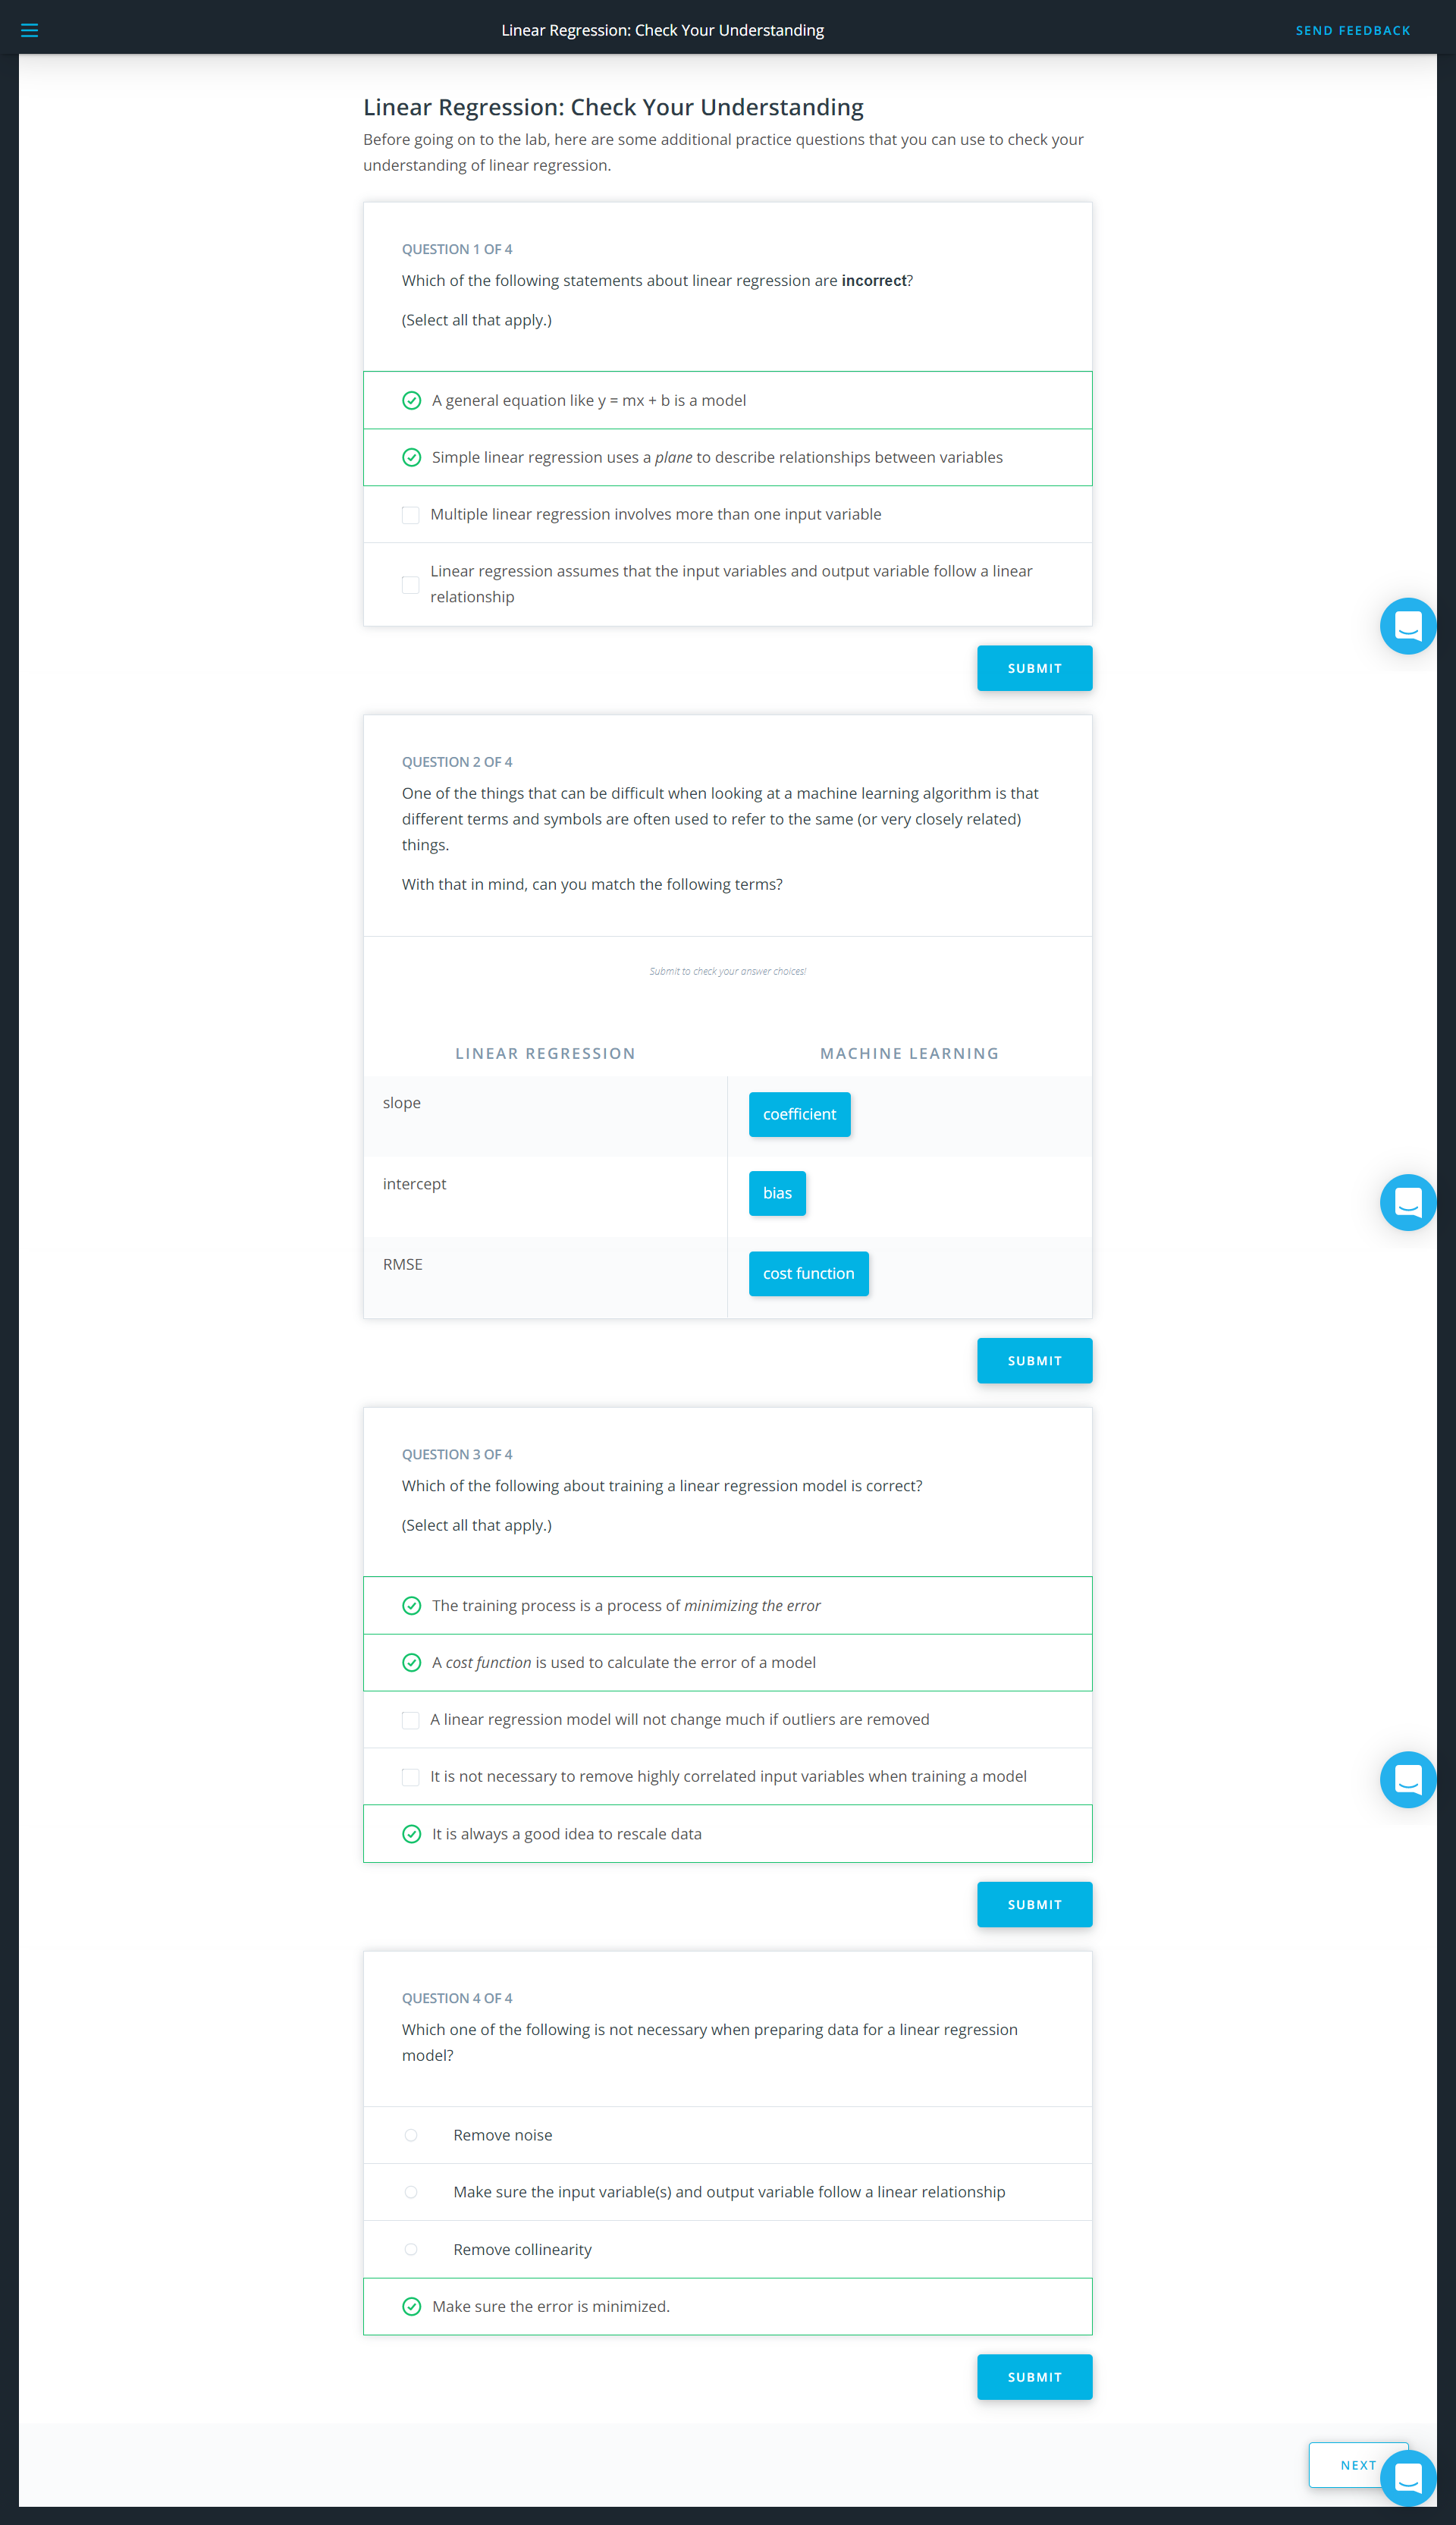 Linear Regression: Check Your Understanding
SEND FEEDBACK
Linear Regression: Check Your Understanding
Before going on to the lab, here are some additional practice questions that you can use to check your
understanding of linear regression.
QUESTION 1 OF 4
Which of the following statements about linear regression are incorrect?
(Select all that apply.)
A general equation like y = mx + b is a model
Simple linear regression uses a plane to describe relationships between variables
Multiple linear regression involves more than one input variable
Linear regression assumes that the input variables and output variable follow a linear
relationship
SUBMIT
QUESTION 2 OF 4
One of the things that can be difficult when looking at a machine learning algorithm is that
different terms and symbols are often used to refer to the same (or very closely related)
things.
With that in mind, can you match the following terms?
Submit to check your answer choices!
LINEAR REGRESSION
MACHINE LEARNING
slope
coefficient
intercept
bias
RMSE
cost function
SUBMIT
QUESTION 3 OF 4
Which of the following about training a linear regression model is correct?
(Select all that apply.)
The training process is a process of minimizing the error
A cost function is used to calculate the error of a model
A linear regression model will not change much if outliers are removed
It is not necessary to remove highly correlated input variables when training a model
It is always a good idea to rescale data
SUBMIT
QUESTION 4 OF 4
Which one of the following is not necessary when preparing data for a linear regression
model?
Remove noise
Make sure the input variable(s) and output variable follow a linear relationship
Remove collinearity
Make sure the error is minimized.
SUBMIT
NEXT